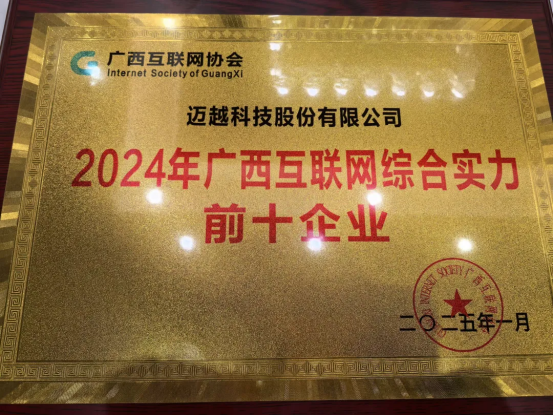 广西互联网协会
Internet Society of GuangXi
迈越科技股份有限公司
2024年广西互联网综合实力
前十企业
二〇二五年一月